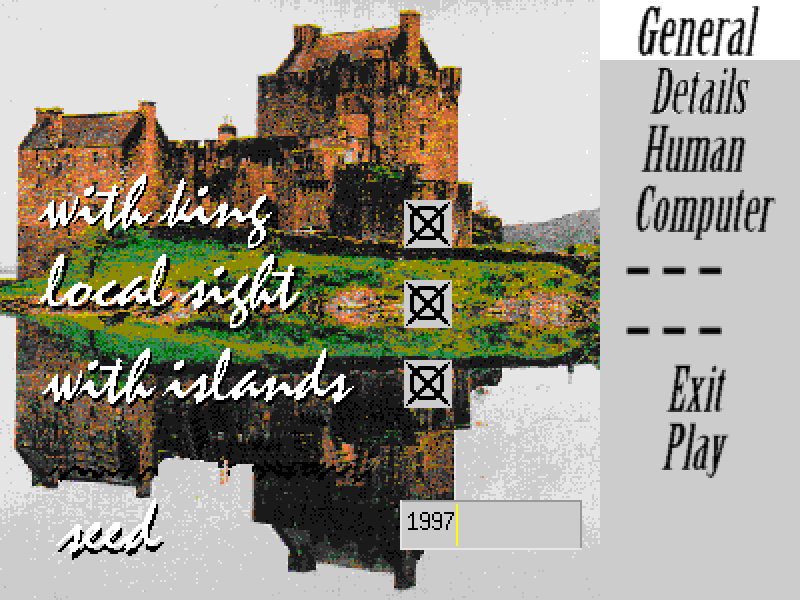 General
Details
Human
Computer
- - -
- - -
Exit
Play
with king
local sight
with islands
seed
1997